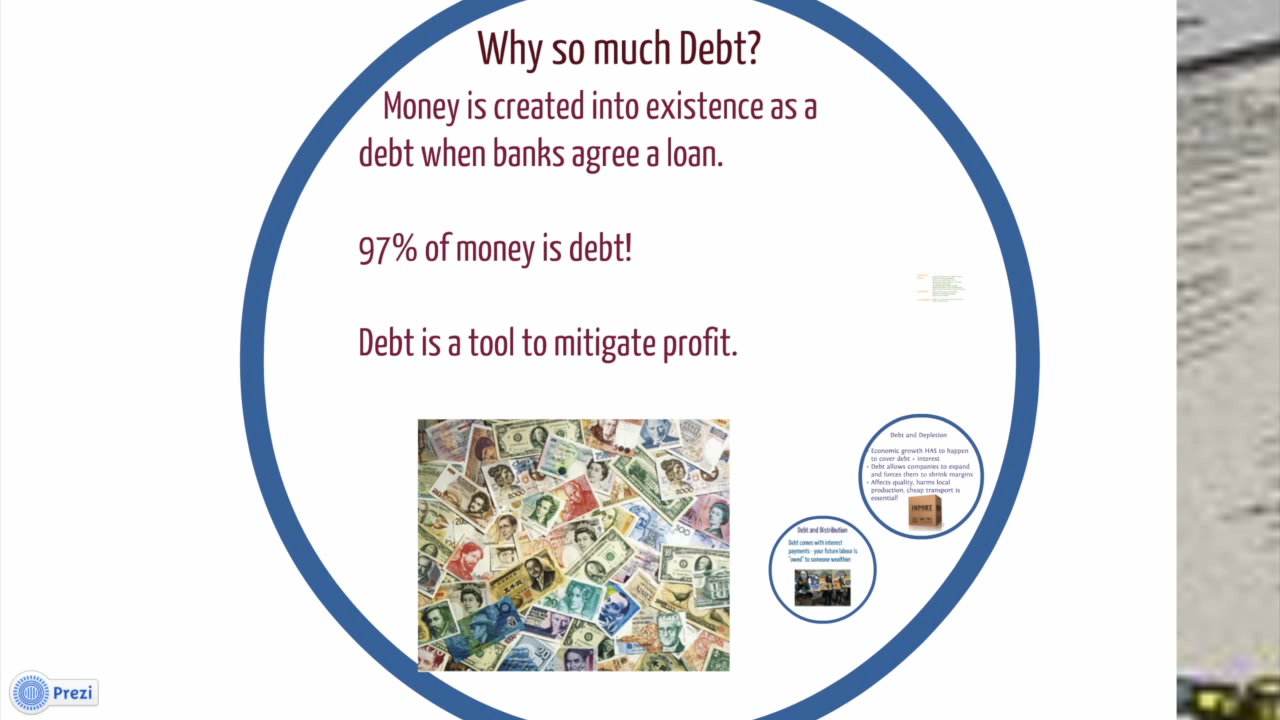 Why so much Debt?
Money is created into existence as a
debt when banks agree a loan.
97% of money is debt!
Debt is a tool to mitigate profit.
Debt and Depletion
Economic growth HAS to happen
to cover debt + interest
- Debt allows companies to expand
and forces them to shrink margins
- Affects quality, harms local
production, cheap transport is
essential!
IMPORT
Debt and Distribution
Debt comes with interest
payments - your future labour is
"owed" to someone wealthier
Prezi